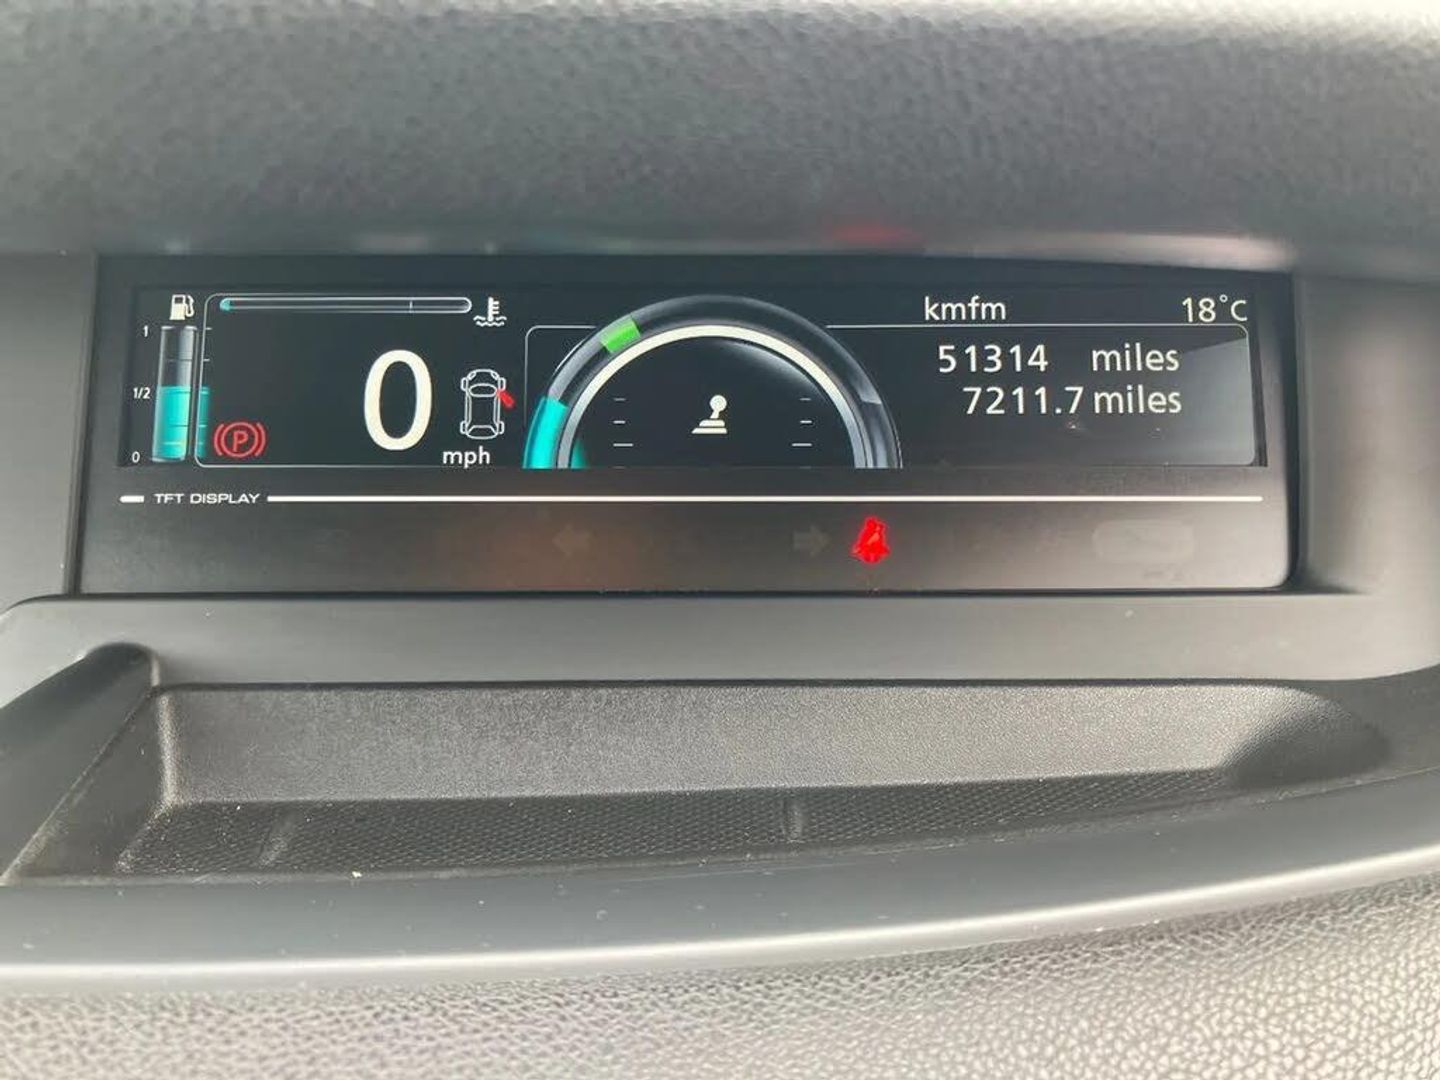 kmfm 18°C
1
1/2
0
P
0
mph
51314 miles
7211.7 miles
TFT DISPLAY